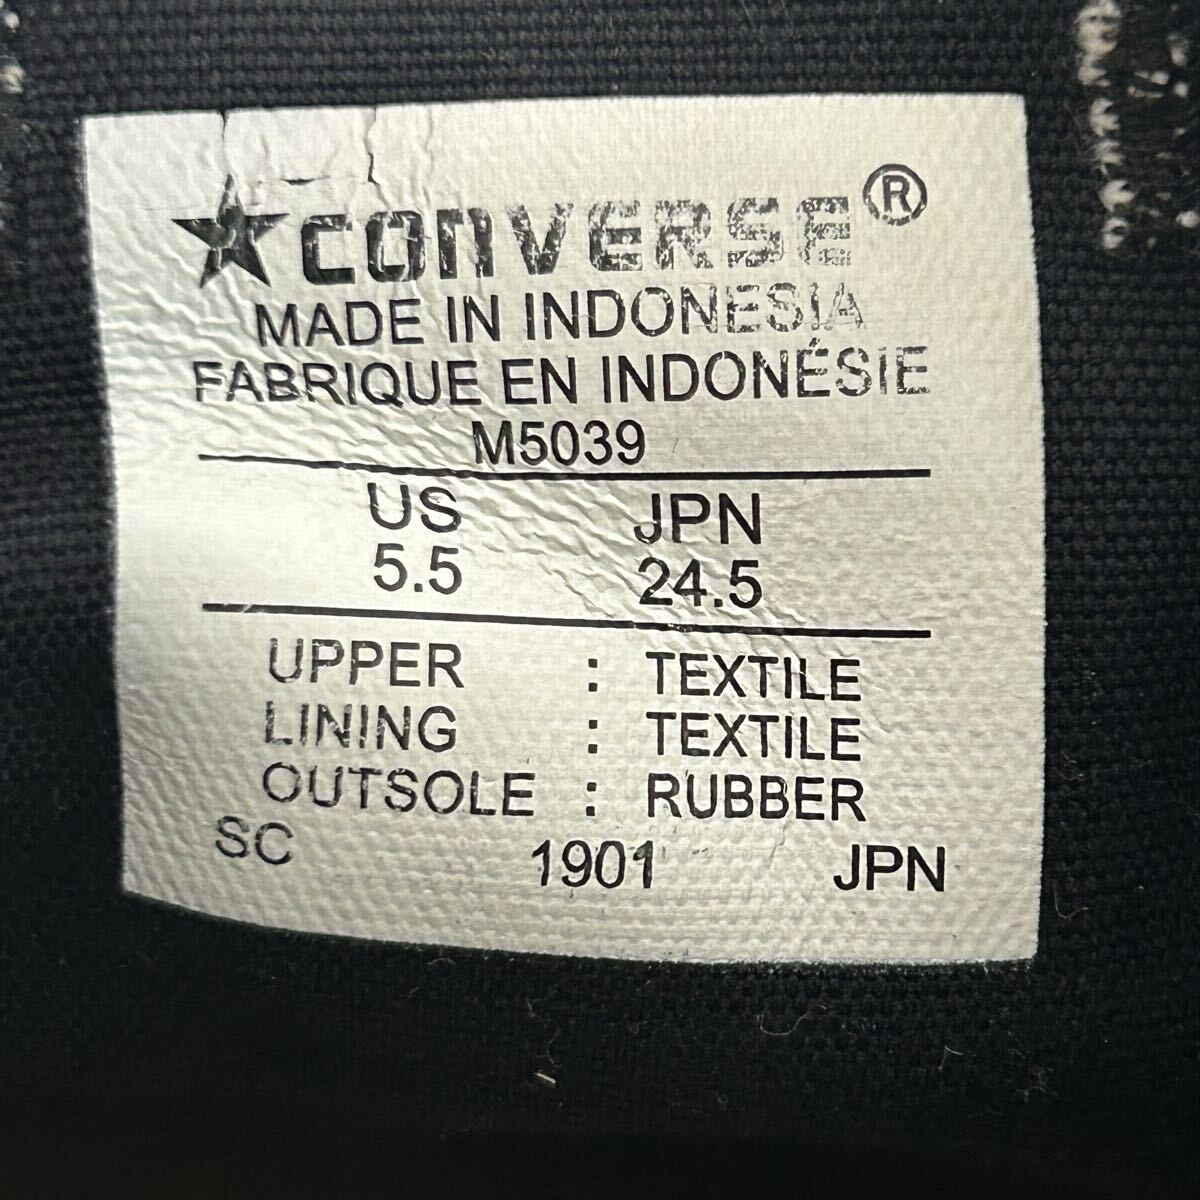 ★CONVERSE®
MADE IN INDONESIA
FABRIQUE EN INDONÉSIE
M5039
US JPN
5.5 24.5
UPPER : TEXTILE
LINING : TEXTILE
OUTSOLE : RUBBER
SC 1901 JPN